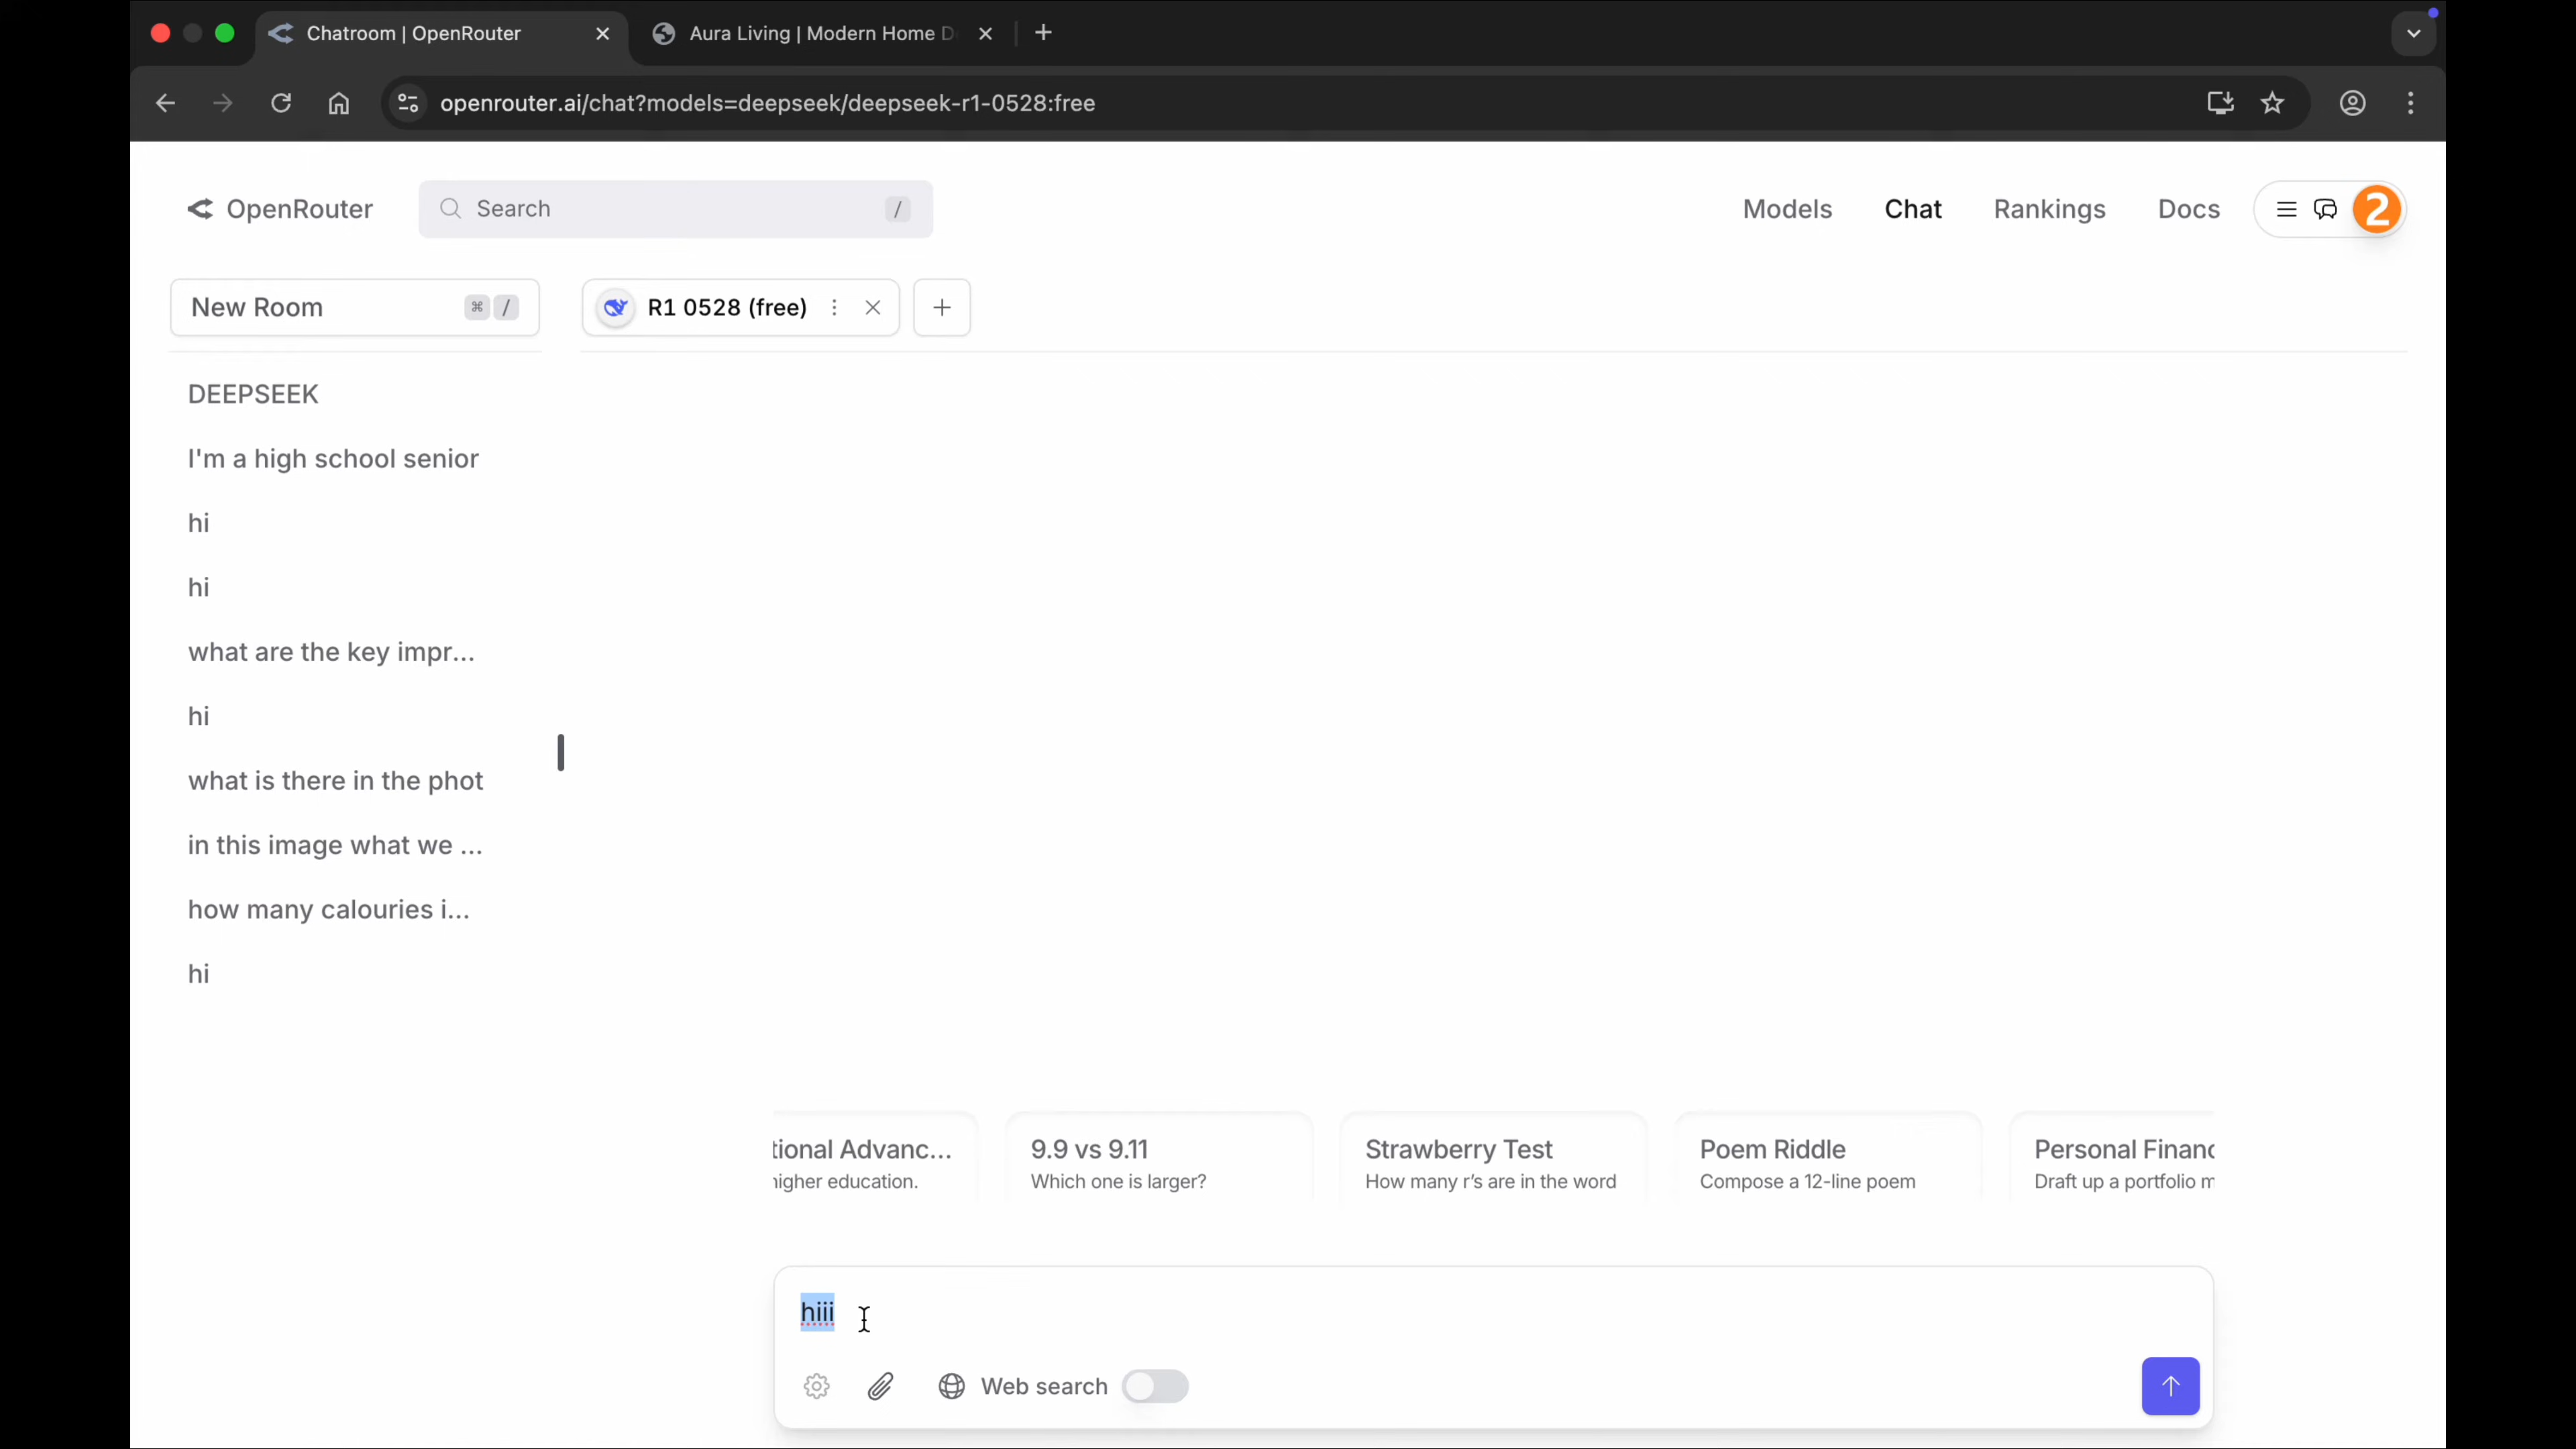 Chatroom | OpenRouter
Aura Living | Modern Home D
openrouter.ai/chat?models=deepseek/deepseek-r1-0528:free
OpenRouter
Search /
Models Chat Rankings Docs
2
New Room ⌘ /
R1 0528 (free)
DEEPSEEK
I'm a high school senior
hi
hi
what are the key impr...
hi
what is there in the phot
in this image what we ...
how many calouries i...
hi
tional Advanc...
higher education.
9.9 vs 9.11
Which one is larger?
Strawberry Test
How many r's are in the word
Poem Riddle
Compose a 12-line poem
Personal Financ
Draft up a portfolio m
hiii
Web search